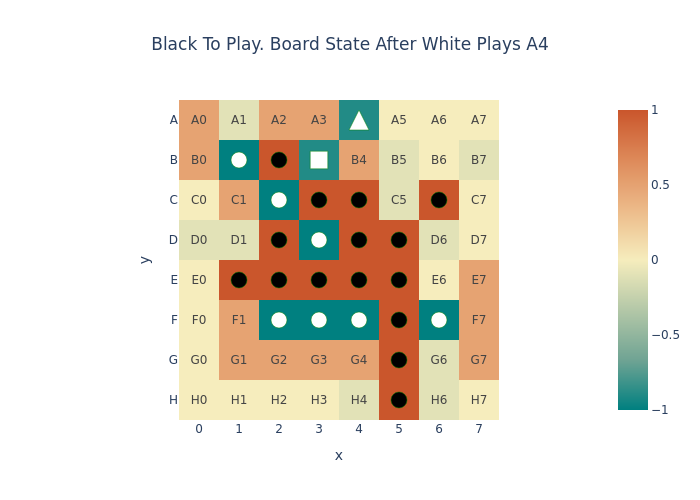 Black To Play. Board State After White Plays A4
A A0 A1 A2 A3 A5 A6 A7
B B0 B4 B5 B6 B7
C C0 C1 C5 C7
D D0 D1 D6 D7
E E0 E6 E7
F F0 F1 F7
G G0 G1 G2 G3 G4 G6 G7
H H0 H1 H2 H3 H4 H6 H7
0 1 2 3 4 5 6 7
x
y
1
0.5
0
−0.5
−1